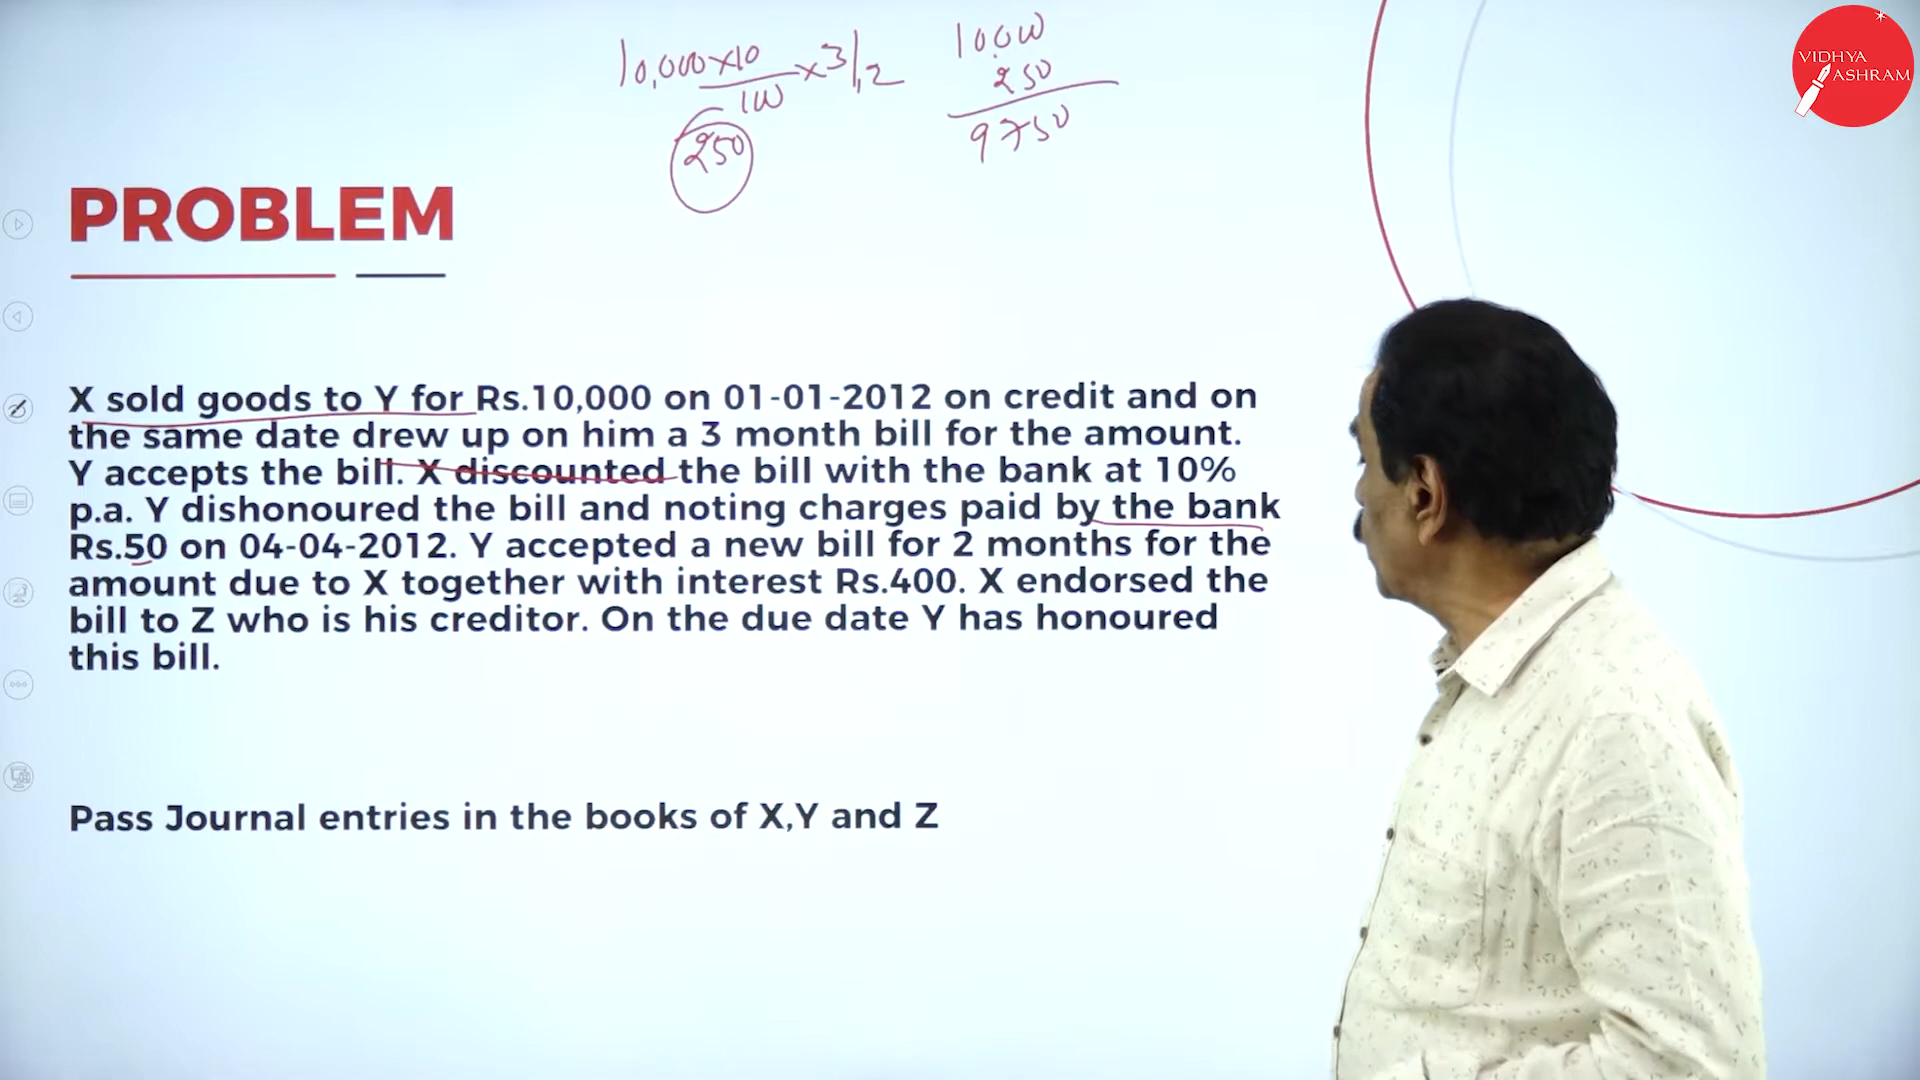 10,000×10
100
×3/12
250
10,000
250
9750
VIDHYA
ASHRAM
PROBLEM
X sold goods to Y for Rs.10,000 on 01-01-2012 on credit and on
the same date drew up on him a 3 month bill for the amount.
Y accepts the bill. X discounted the bill with the bank at 10%
p.a. Y dishonoured the bill and noting charges paid by the bank
Rs.50 on 04-04-2012. Y accepted a new bill for 2 months for the
amount due to X together with interest Rs.400. X endorsed the
bill to Z who is his creditor. On the due date Y has honoured
this bill.
Pass Journal entries in the books of X,Y and Z